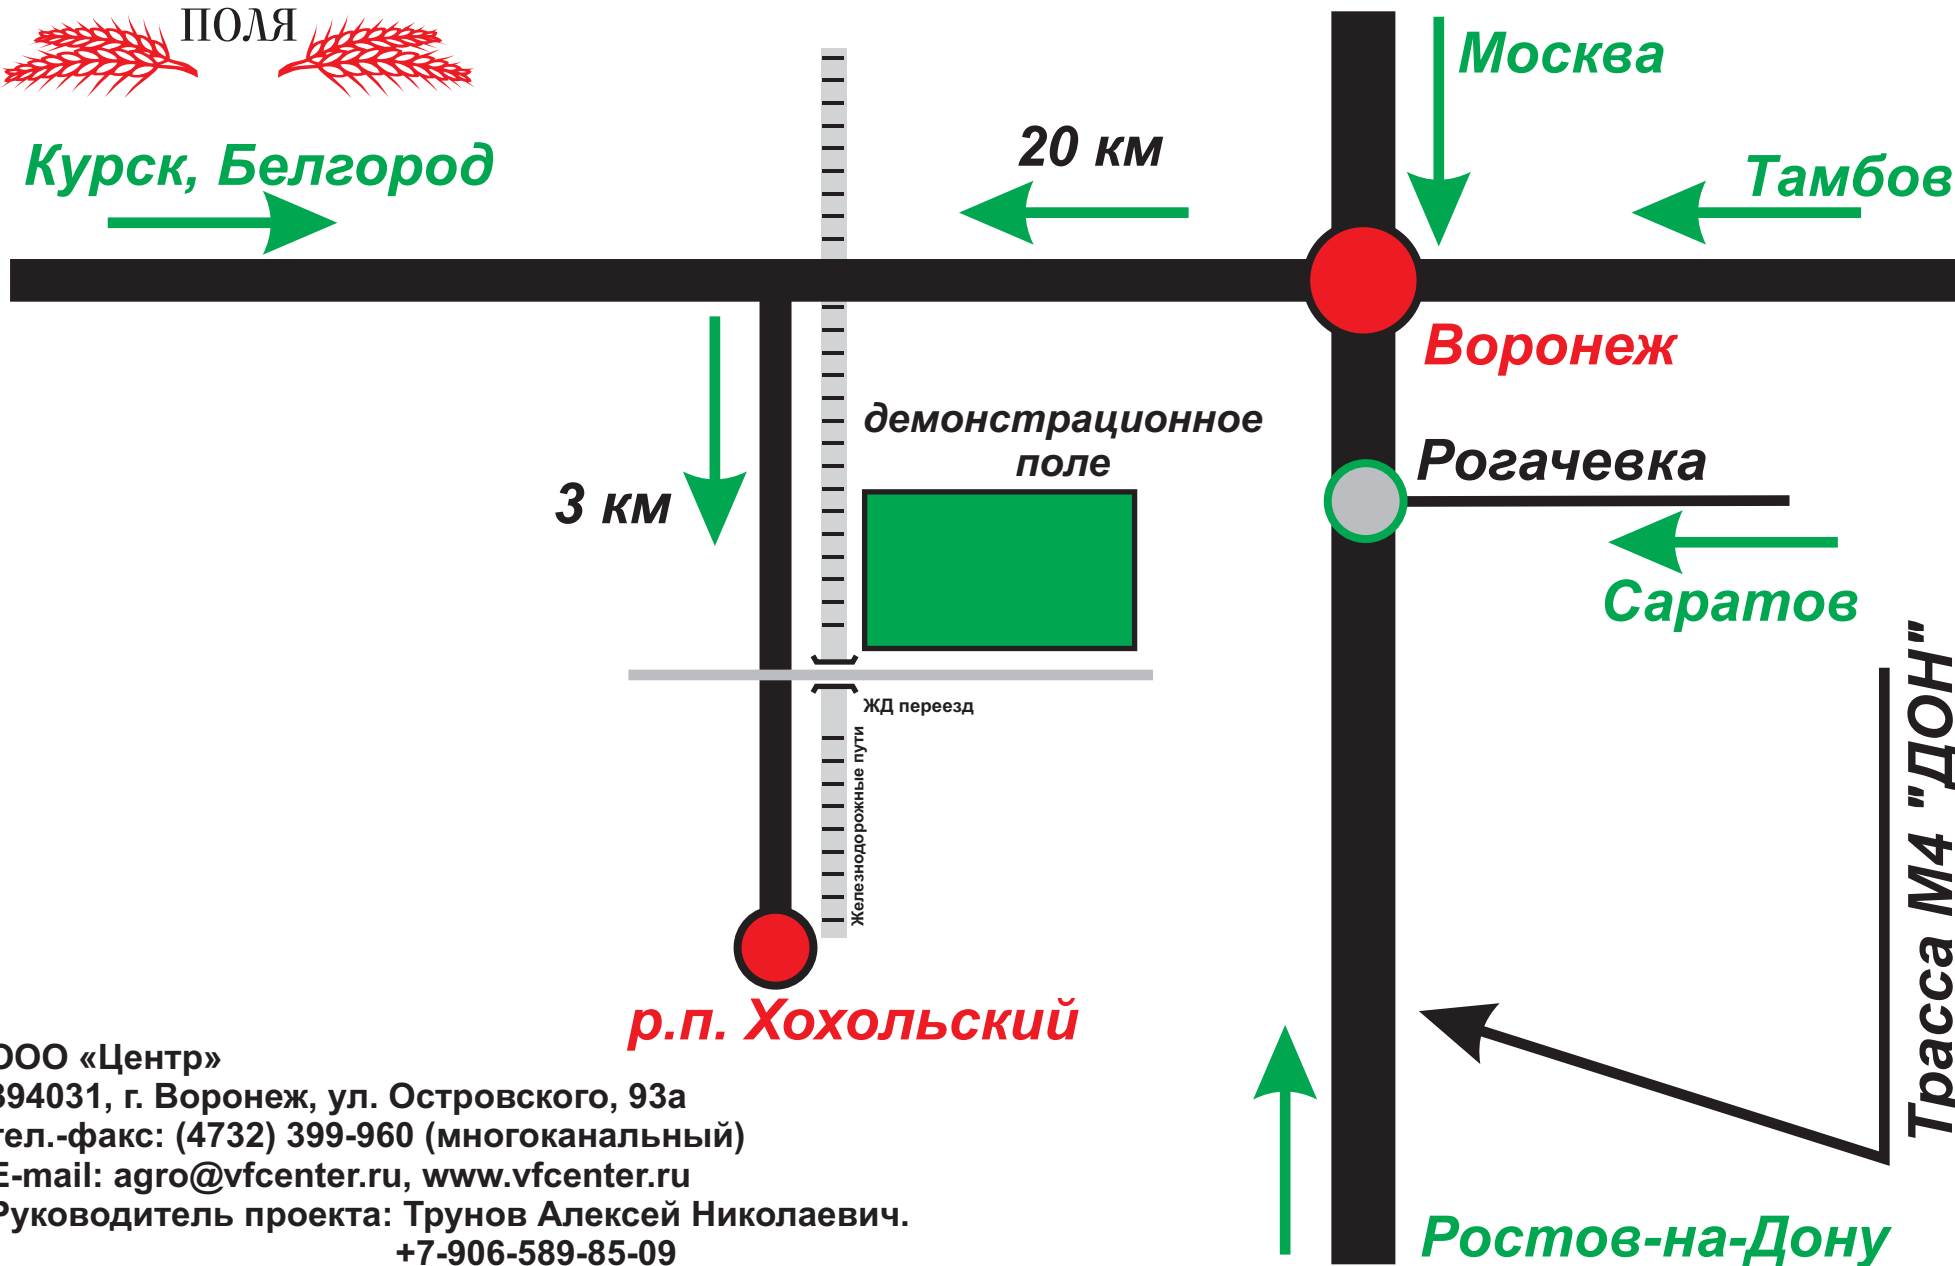 ПОЛЯ
Москва
20 км
Курск, Белгород
Тамбов
Воронеж
демонстрационное
поле
Рогачевка
3 км
Саратов
ЖД переезд
Железнодорожные пути
Трасса М4 "ДОН"
р.п. Хохольский
ООО «Центр»
394031, г. Воронеж, ул. Островского, 93а
тел.-факс: (4732) 399-960 (многоканальный)
E-mail: agro@vfcenter.ru, www.vfcenter.ru
Руководитель проекта: Трунов Алексей Николаевич.
+7-906-589-85-09
Ростов-на-Дону